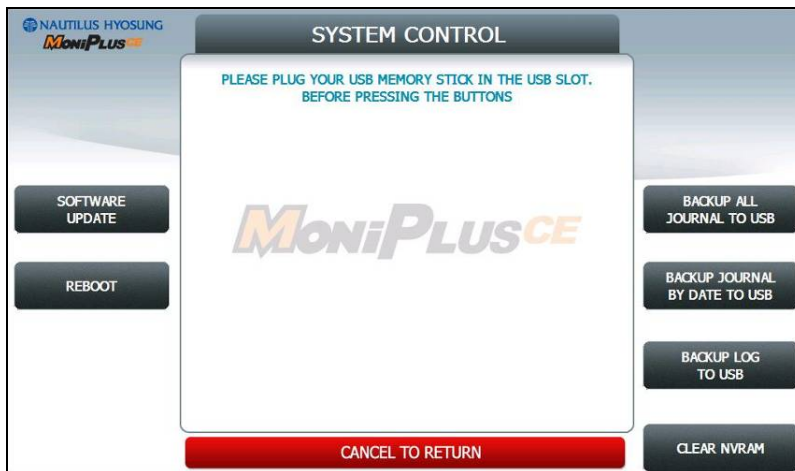 NAUTILUS HYOSUNG
MoniPlusCE
SYSTEM CONTROL
PLEASE PLUG YOUR USB MEMORY STICK IN THE USB SLOT.
BEFORE PRESSING THE BUTTONS
SOFTWARE
UPDATE
REBOOT
MoniPlusCE
BACKUP ALL
JOURNAL TO USB
BACKUP JOURNAL
BY DATE TO USB
BACKUP LOG
TO USB
CLEAR NVRAM
CANCEL TO RETURN